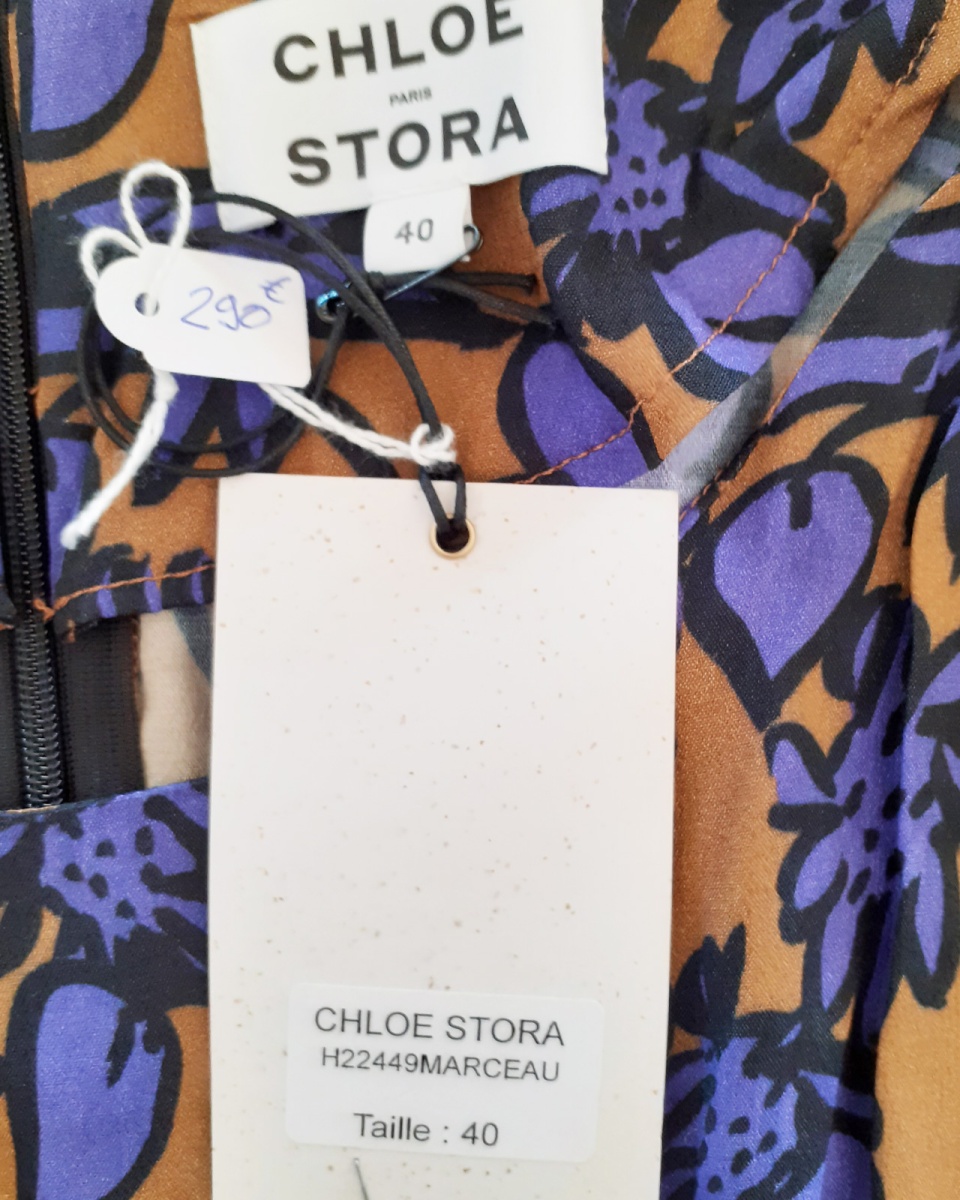 CHLOE
PARIS
STORA
40
290€
CHLOE STORA
H22449MARCEAU
Taille : 40